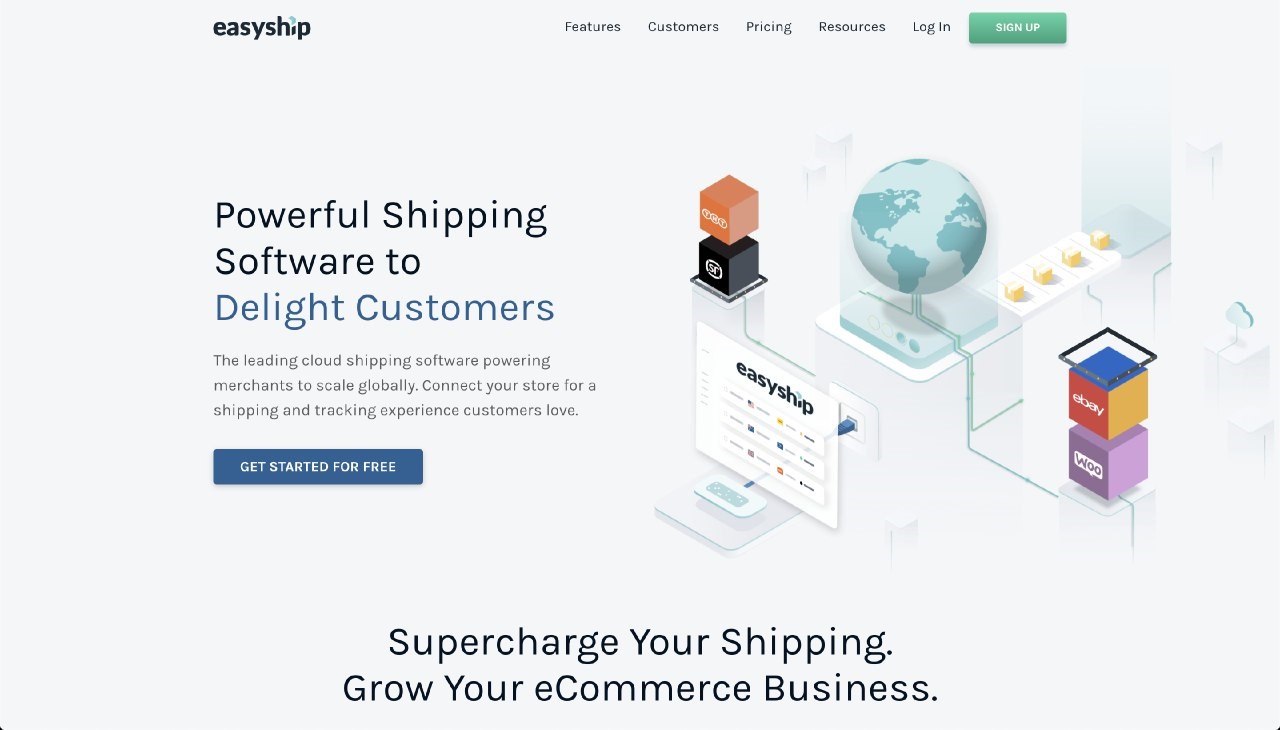 easyship
Features Customers Pricing Resources Log In SIGN UP
Powerful Shipping
Software to
Delight Customers
The leading cloud shipping software powering
merchants to scale globally. Connect your store for a
shipping and tracking experience customers love.
GET STARTED FOR FREE
TNT
SF
easyship
ebay
Woo
Supercharge Your Shipping.
Grow Your eCommerce Business.